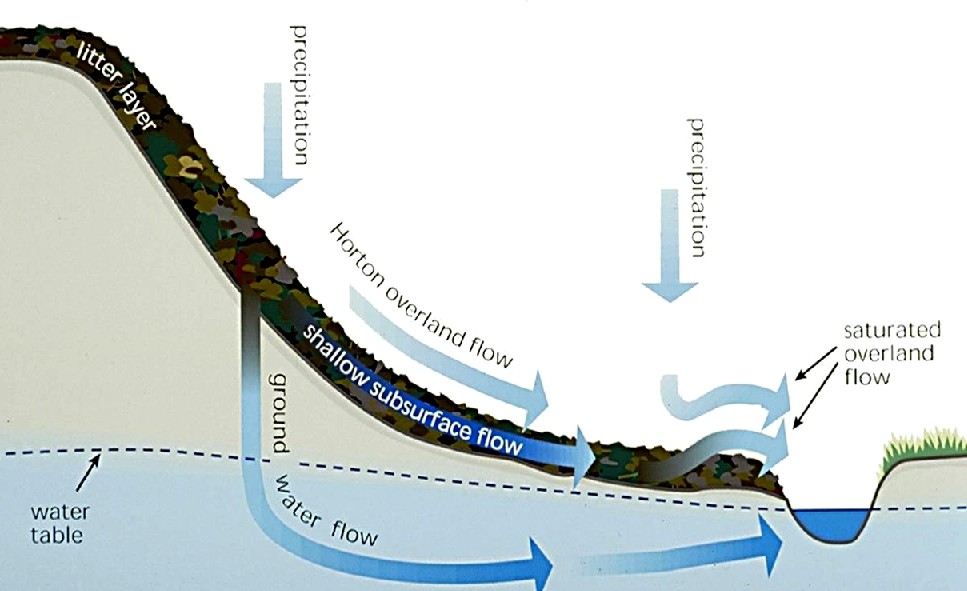 litter layer
precipitation
precipitation
Horton overland flow
saturated
overland
flow
shallow subsurface flow
ground water flow
water
table